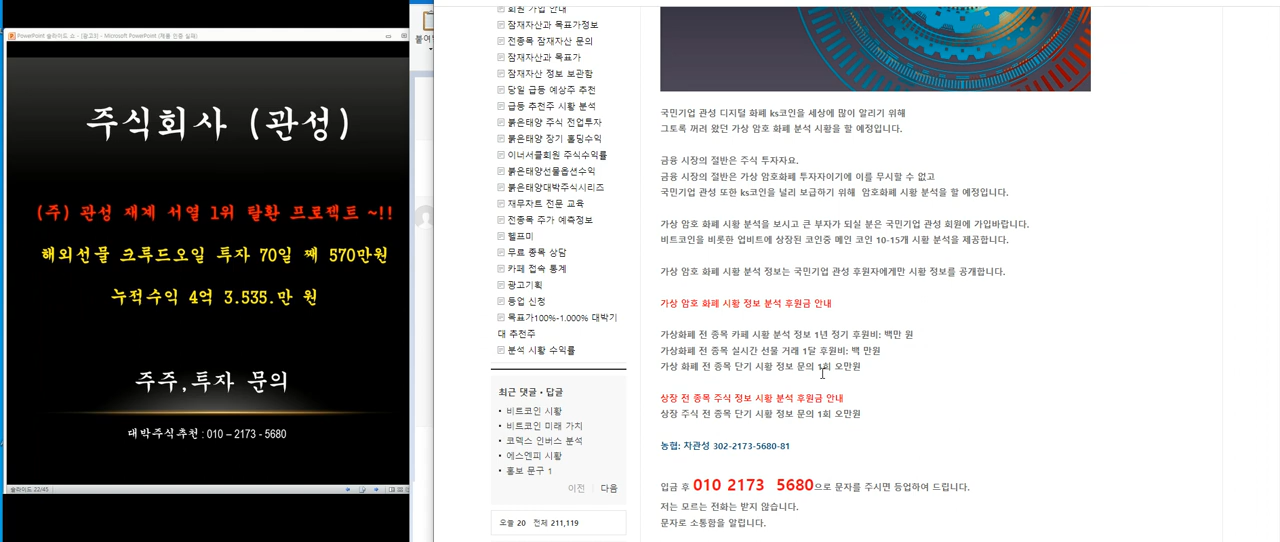 PowerPoint 슬라이드 쇼 - [광고3] - Microsoft PowerPoint (제품 인증 실패)
주식회사 (관성)
(주) 관성 재계 서열 1위 탈환 프로젝트 ~!!
해외선물 크루드오일 투자 70일 째 570만원
누적수익 4억 3.535.만 원
주주,투자 문의
대박주식추천 : 010 – 2173 - 5680
슬라이드 22/45
붙여
회원 가입 안내
잠재자산과 목표가정보
전종목 잠재자산 문의
잠재자산과 목표가
잠재자산 정보 보관함
당일 급등 예상주 추천
급등 추천주 시황 분석
붉은태양 주식 전업투자
붉은태양 장기 홀딩수익
이너서클회원 주식수익률
붉은태양선물옵션수익
붉은태양대박주식시리즈
재무차트 전문 교육
전종목 주가 예측정보
헬프미
무료 종목 상담
카페 접속 통계
광고기획
등업 신청
목표가100%-1.000% 대박기
대 추천주
분석 시황 수익률
최근 댓글 · 답글
• 비트코인 시황
• 비트코인 미래 가치
• 코덱스 인버스 분석
• 에스엔피 시황
• 홍보 문구 1
이전 다음
오늘 20 전체 211,119
국민기업 관성 디지털 화폐 ks코인을 세상에 많이 알리기 위해
그토록 꺼려 왔던 가상 암호 화폐 분석 시황을 할 예정입니다.
금융 시장의 절반은 주식 투자자요.
금융 시장의 절반은 가상 암호화폐 투자자이기에 이를 무시할 수 없고
국민기업 관성 또한 ks코인을 널리 보급하기 위해 암호화폐 시황 분석을 할 예정입니다.
가상 암호 화폐 시황 분석을 보시고 큰 부자가 되실 분은 국민기업 관성 회원에 가입바랍니다.
비트코인을 비롯한 업비트에 상장된 코인중 메인 코인 10-15개 시황 분석을 제공합니다.
가상 암호 화폐 시황 분석 정보는 국민기업 관성 후원자에게만 시황 정보를 공개합니다.
가상 암호 화폐 시황 정보 분석 후원금 안내
가상화폐 전 종목 카페 시황 분석 정보 1년 정기 후원비: 백만 원
가상화폐 전 종목 실시간 선물 거래 1달 후원비: 백 만원
가상 화폐 전 종목 단기 시황 정보 문의 1회 오만원
상장 전 종목 주식 정보 시황 분석 후원금 안내
상장 주식 전 종목 단기 시황 정보 문의 1회 오만원
농협: 차관성 302-2173-5680-81
입금 후 010 2173 5680으로 문자를 주시면 등업하여 드립니다.
저는 모르는 전화는 받지 않습니다.
문자로 소통함을 알립니다.